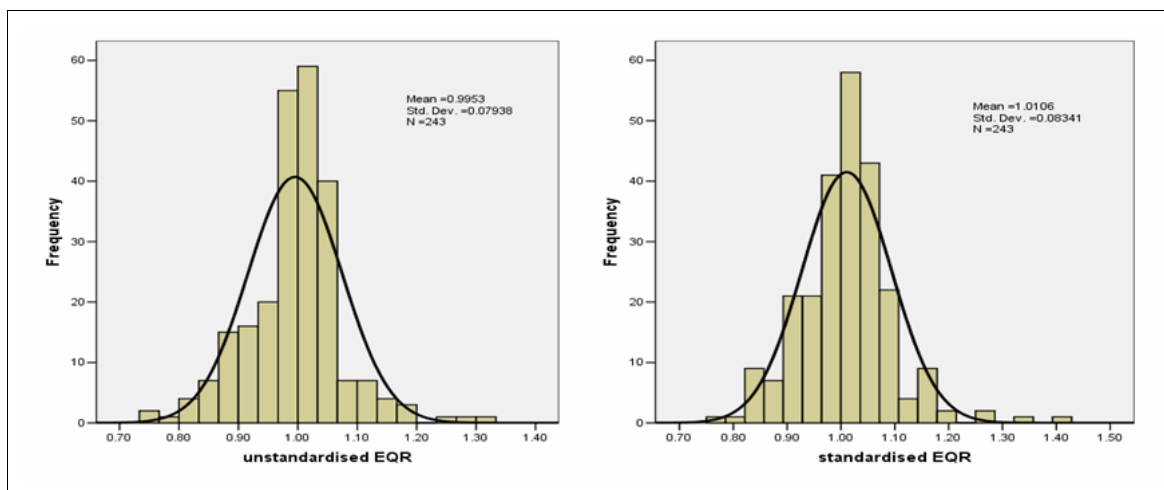 60
50
40
30
20
10
0
Frequency
Mean =0.9953
Std. Dev. =0.07938
N =243
0.70 0.80 0.90 1.00 1.10 1.20 1.30 1.40
unstandardised EQR
60
50
40
30
20
10
0
Frequency
Mean =1.0106
Std. Dev. =0.08341
N =243
0.70 0.80 0.90 1.00 1.10 1.20 1.30 1.40 1.50
standardised EQR